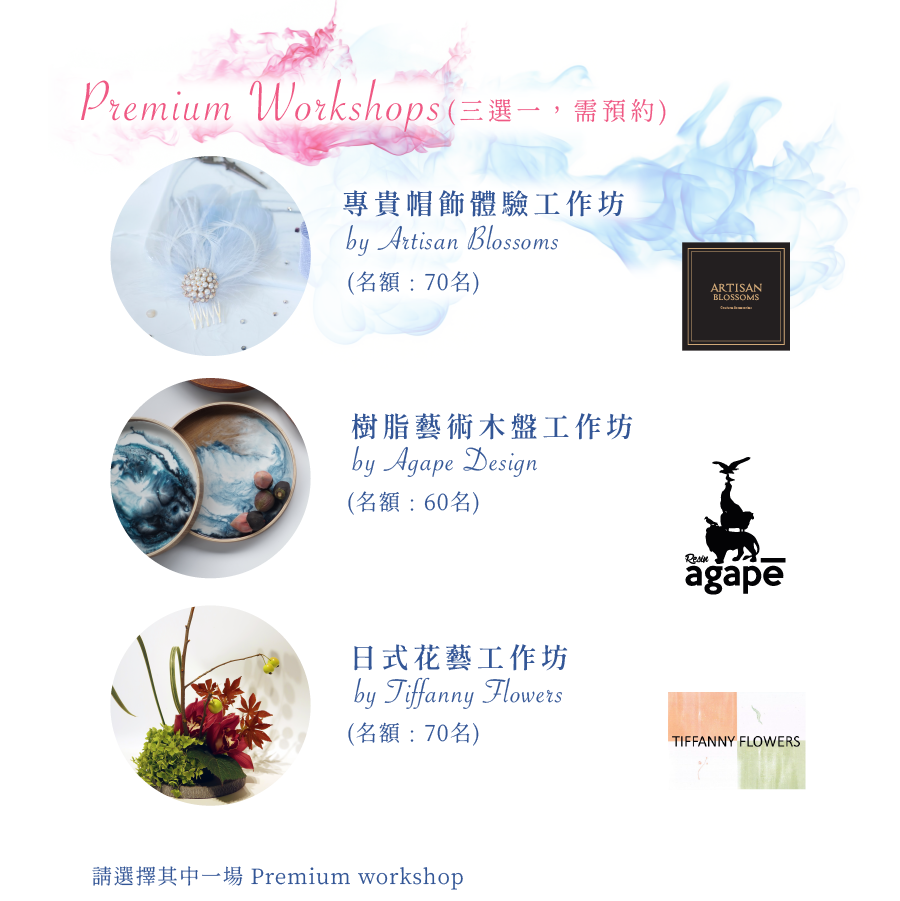 Premium Workshops (三選一，需預約)
專貴帽飾體驗工作坊
by Artisan Blossoms
(名額：70名)
ARTISAN
BLOSSOMS
樹脂藝術木盤工作坊
by Agape Design
(名額：60名)
Resin
agapē
日式花藝工作坊
by Tiffanny Flowers
(名額：70名)
TIFFANNY FLOWERS
請選擇其中一場 Premium workshop